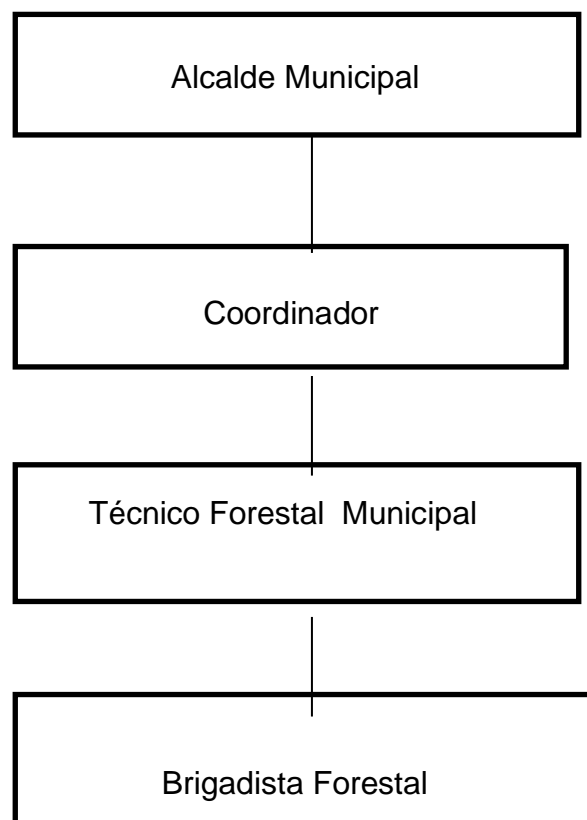 Alcalde Municipal
Coordinador
Técnico Forestal  Municipal
Brigadista Forestal